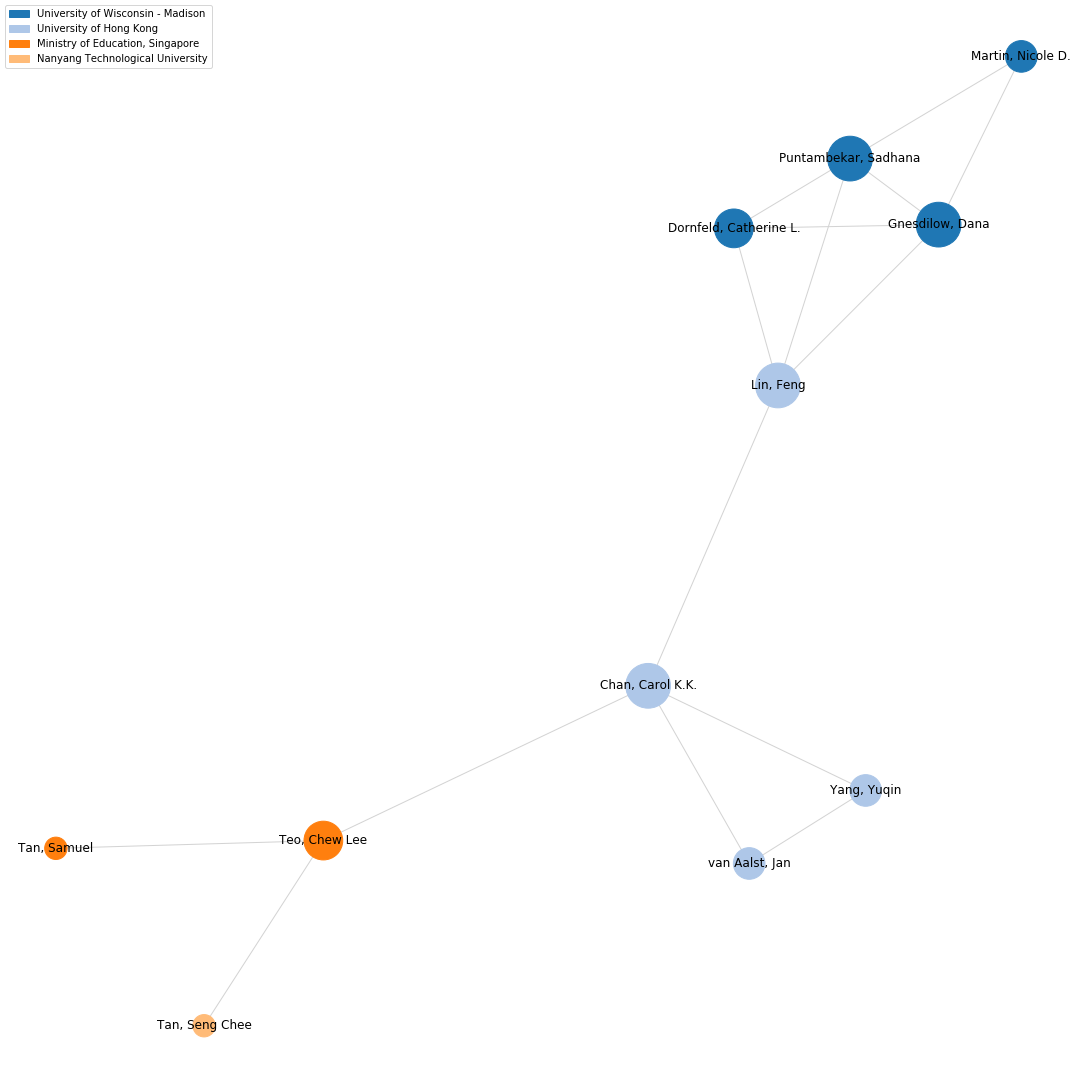 University of Wisconsin - Madison
University of Hong Kong
Ministry of Education, Singapore
Nanyang Technological University
Martin, Nicole D.
Puntambekar, Sadhana
Gnesdilow, Dana
Dornfeld, Catherine L.
Lin, Feng
Chan, Carol K.K.
Yang, Yuqin
Teo, Chew Lee
Tan, Samuel
van Aalst, Jan
Tan, Seng Chee